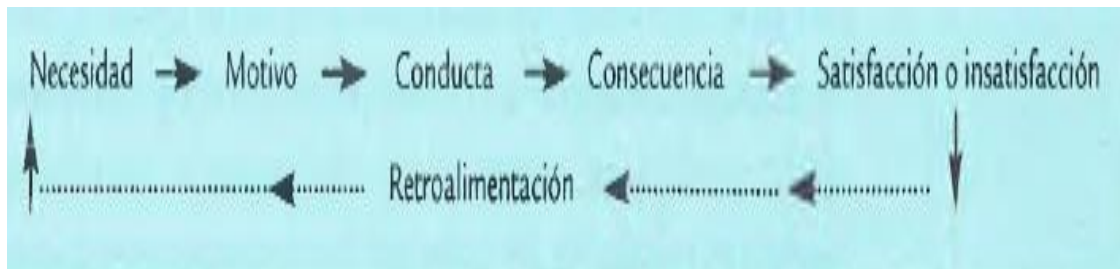 Necesidad Motivo Conducta Consecuencia Satisfacción o insatisfacción
Retroalimentación